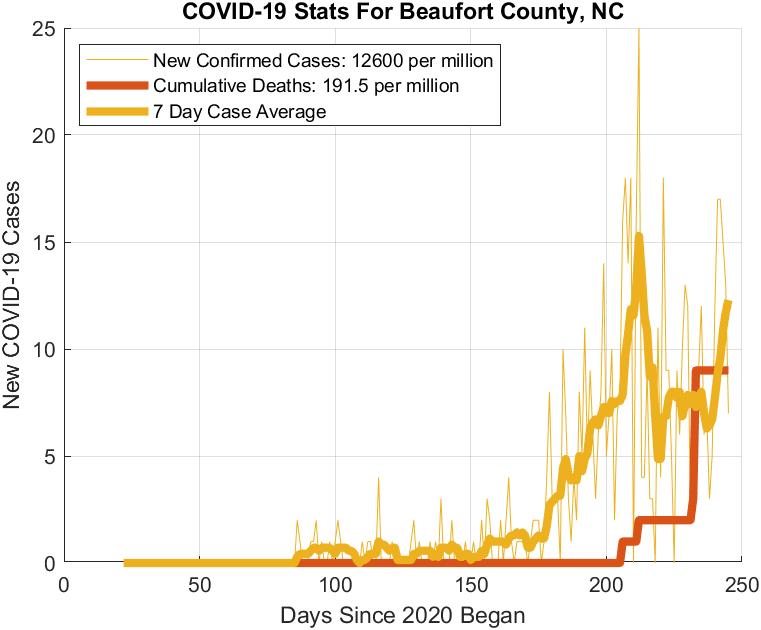 COVID-19 Stats For Beaufort County, NC
New Confirmed Cases: 12600 per million
Cumulative Deaths: 191.5 per million
7 Day Case Average
New COVID-19 Cases
25
20
15
10
5
0
0 50 100 150 200 250
Days Since 2020 Began